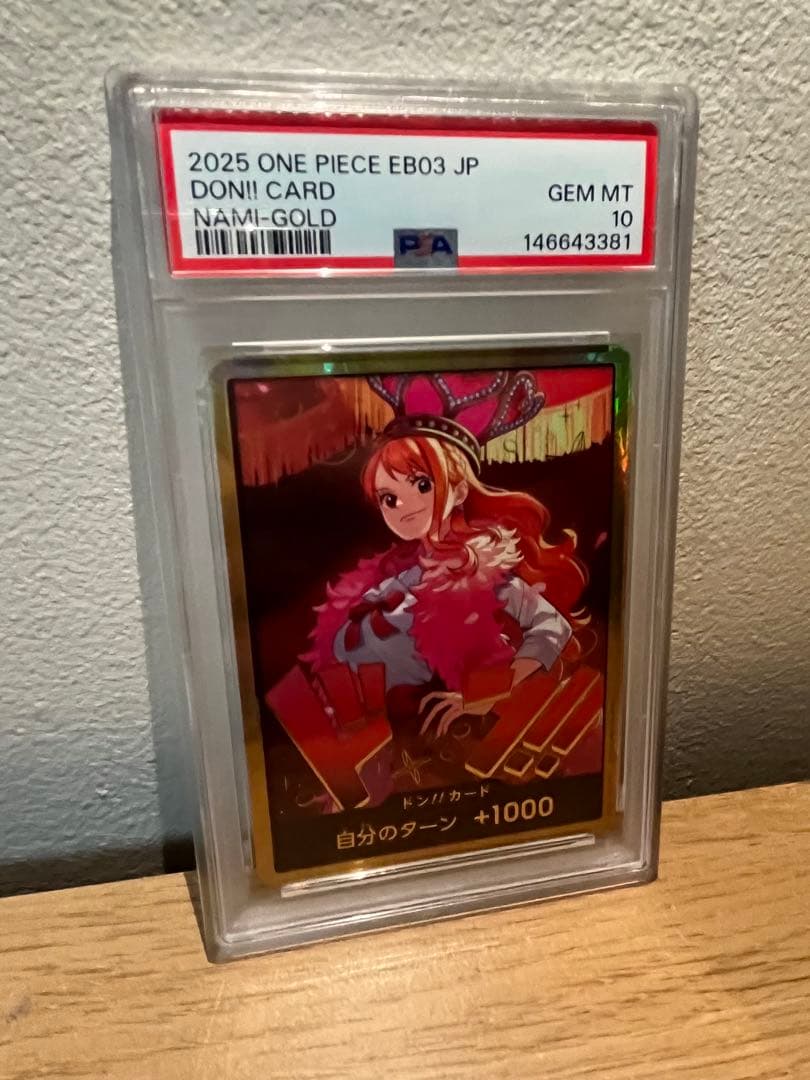 2025 ONE PIECE EB03 JP
DON!! CARD
GEM MT
NAMI-GOLD
10
PSA
146643381
ドン!!カード
自分のターン +1000